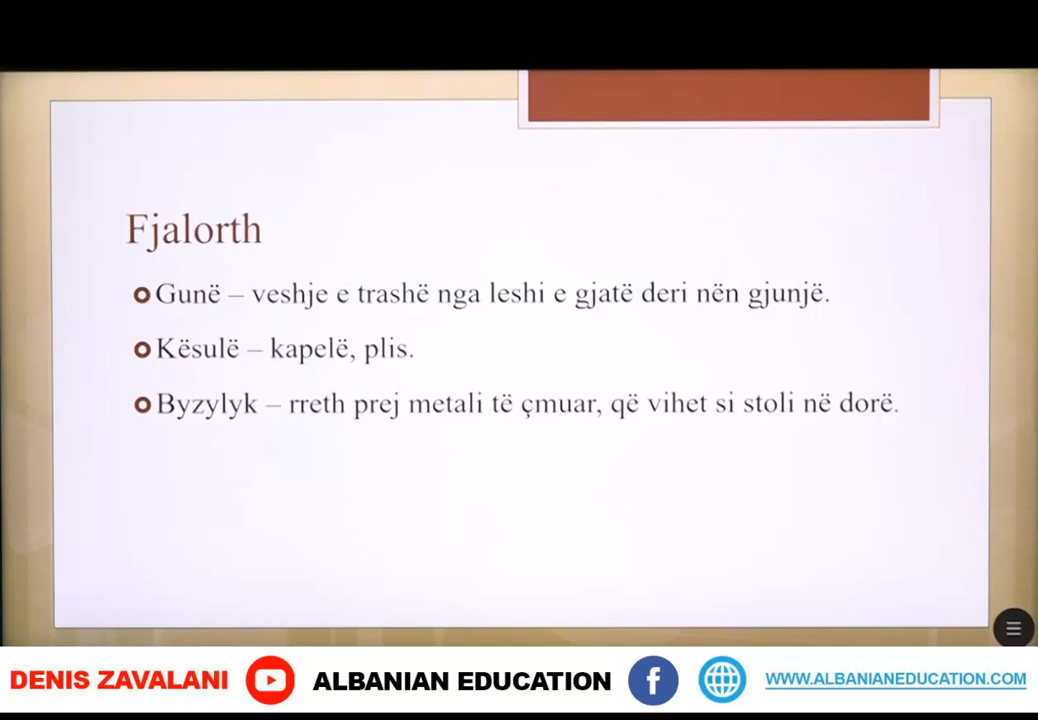 Fjalorth
Gunë – veshje e trashë nga leshi e gjatë deri nën gjunjë.
Kësulë – kapelë, plis.
Byzylyk – rreth prej metali të çmuar, që vihet si stoli në dorë.
DENIS ZAVALANI ALBANIAN EDUCATION WWW.ALBANIANEDUCATION.COM